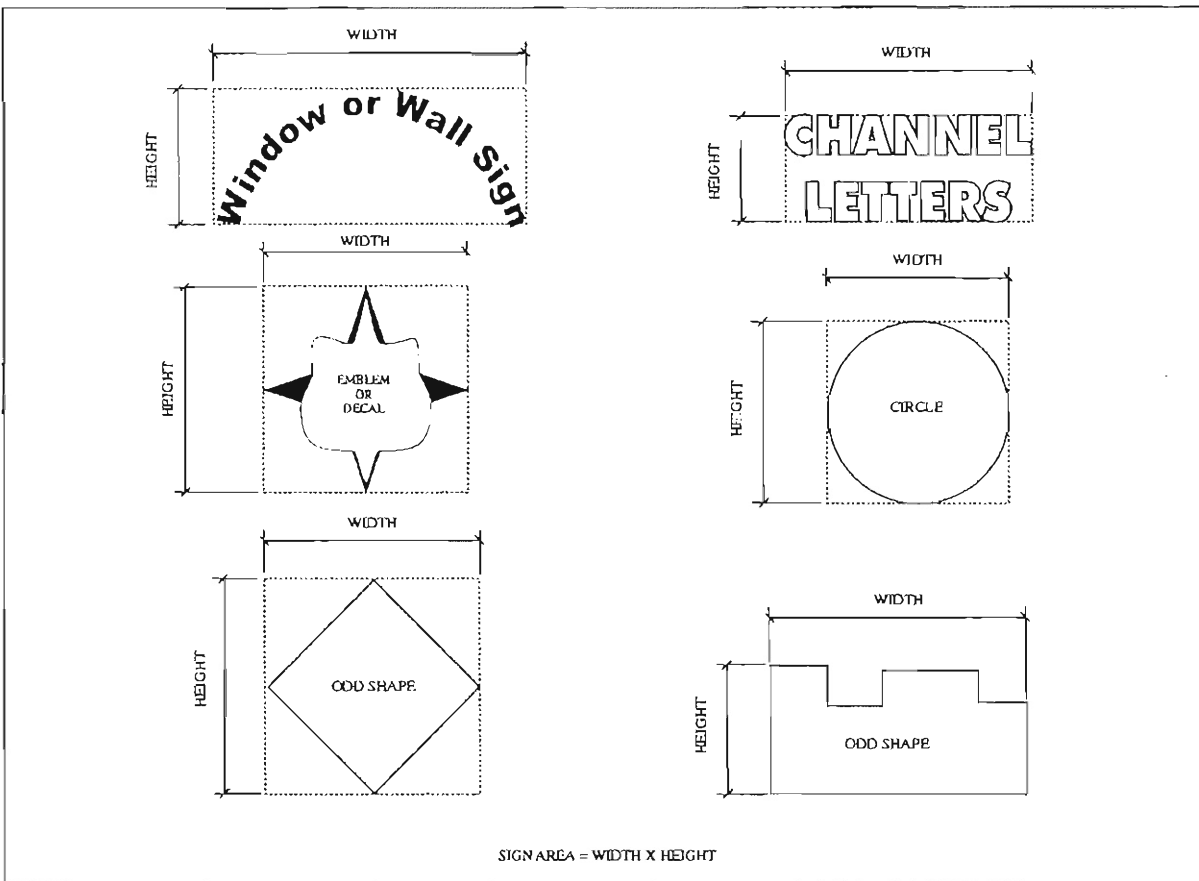 WIDTH
HEIGHT
Window or Wall Sign
WIDTH
HEIGHT
CHANNEL
LETTERS
WIDTH
HEIGHT
EMBLEM
OR
DECAL
WIDTH
HEIGHT
CIRCLE
WIDTH
HEIGHT
ODD SHAPE
WIDTH
HEIGHT
ODD SHAPE
SIGN AREA = WIDTH X HEIGHT